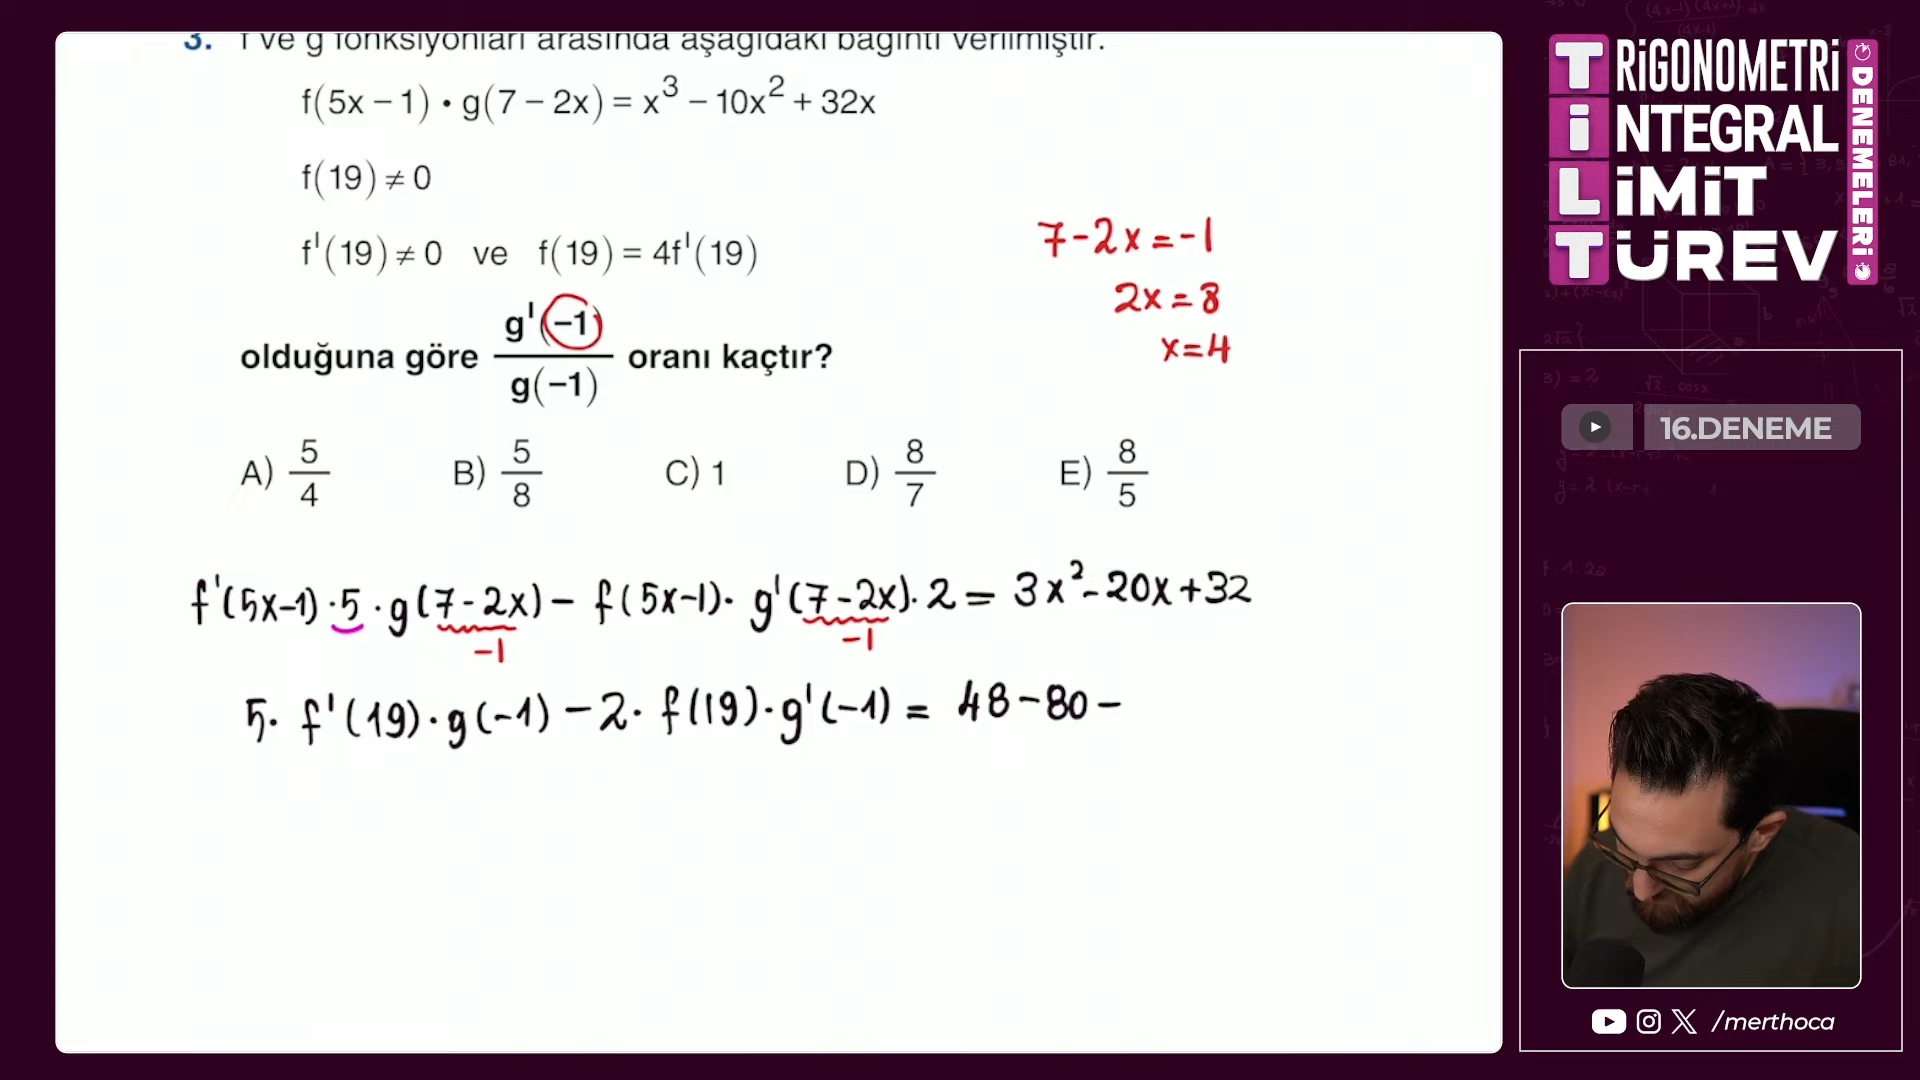 3. f ve g fonksiyonları arasında aşağıdaki bağıntı verilmiştir.
f(5x − 1) • g(7 − 2x) = x³ − 10x² + 32x
f(19) ≠ 0
f'(19) ≠ 0 ve f(19) = 4f'(19)
olduğuna göre g'(−1) / g(−1) oranı kaçtır?
A) 5/4 B) 5/8 C) 1 D) 8/7 E) 8/5
7-2x=-1
2x=8
x=4
f'(5x-1)·5·g(7-2x)- f(5x-1)· g'(7-2x)·2= 3x²-20x+32
-1 -1
5· f'(19)·g(-1) -2· f(19)·g'(-1) = 48-80-
TRiGONOMETRi
iNTEGRAL
LiMiT
TÜREV
DENEMELERi
16.DENEME
/merthoca